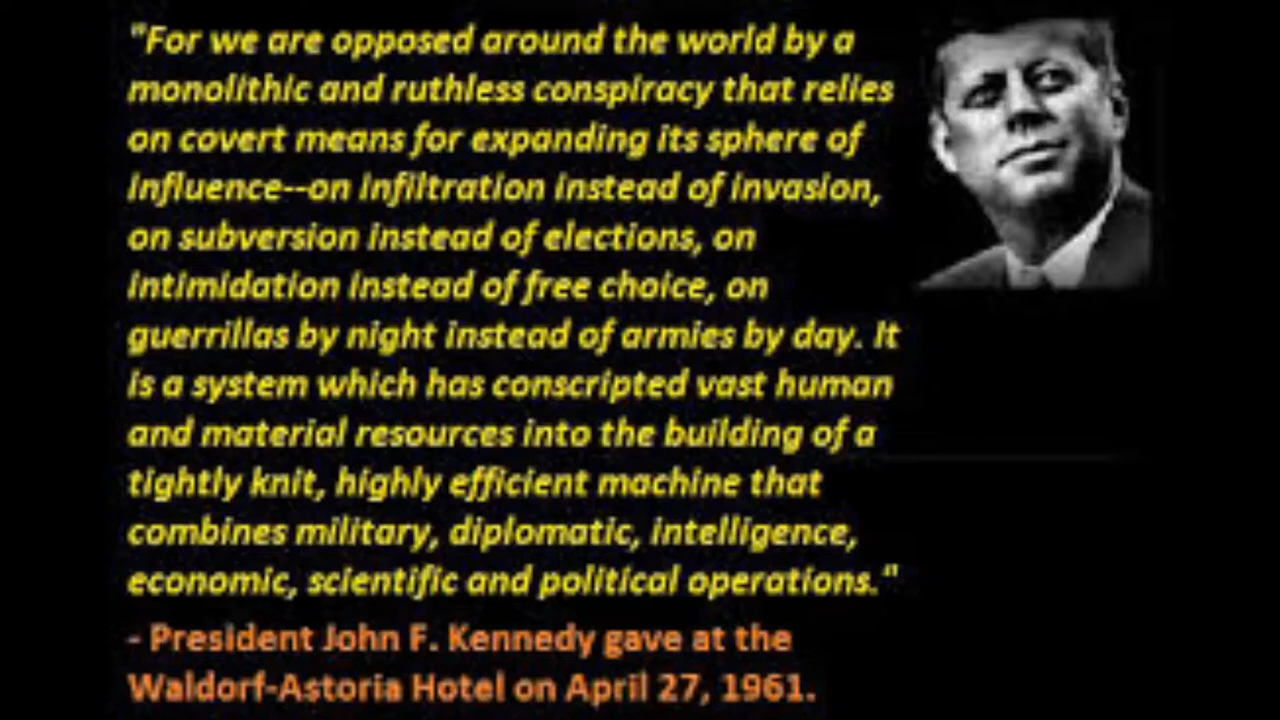 "For we are opposed around the world by a
monolithic and ruthless conspiracy that relies
on covert means for expanding its sphere of
influence--on infiltration instead of invasion,
on subversion instead of elections, on
intimidation instead of free choice, on
guerrillas by night instead of armies by day. It
is a system which has conscripted vast human
and material resources into the building of a
tightly knit, highly efficient machine that
combines military, diplomatic, intelligence,
economic, scientific and political operations."
- President John F. Kennedy gave at the
Waldorf-Astoria Hotel on April 27, 1961.